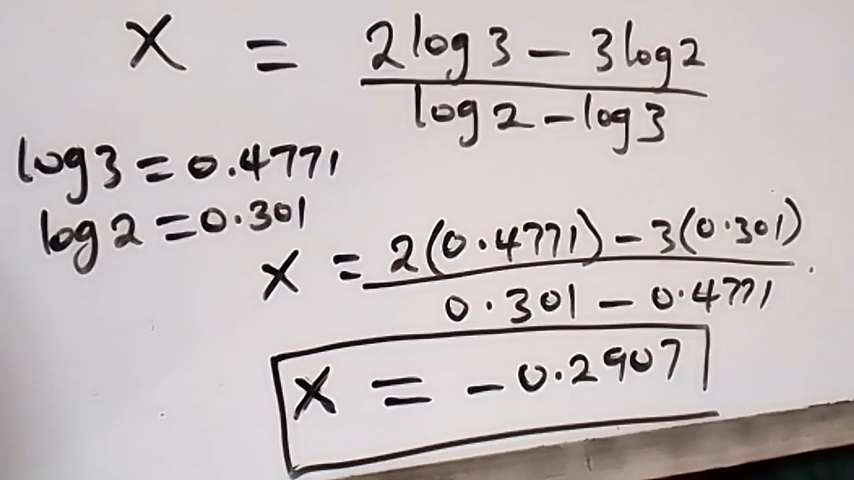 x = 2log3 - 3log2
log2 - log3
log3 = 0.4771
log2 = 0.301
x = 2(0.4771) - 3(0.301)
0.301 - 0.4771
x = -0.2907